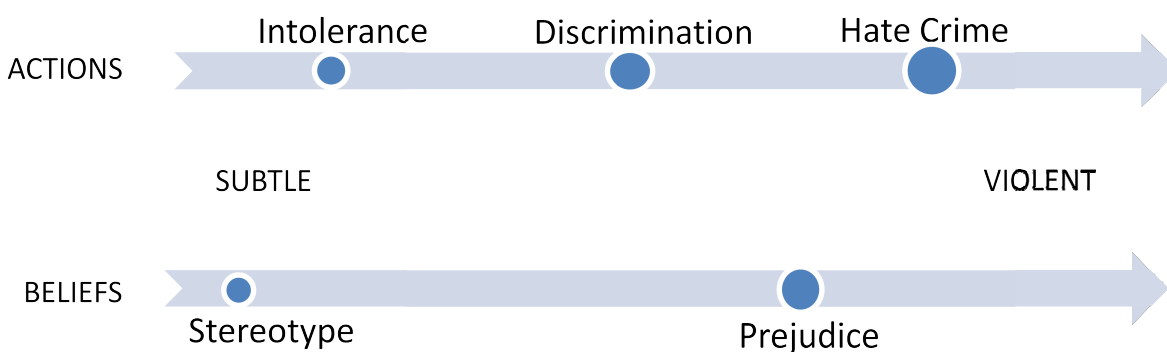 Intolerance
Discrimination
Hate Crime
ACTIONS
SUBTLE
VIOLENT
BELIEFS
Stereotype
Prejudice